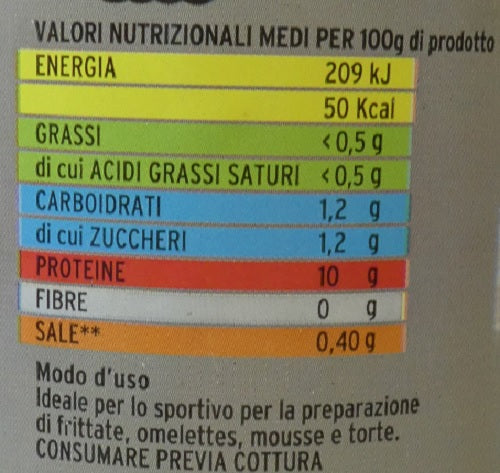 VALORI NUTRIZIONALI MEDI PER 100g di prodotto
ENERGIA 209 kJ
50 Kcal
GRASSI <0,5 g
di cui ACIDI GRASSI SATURI <0,5 g
CARBOIDRATI 1,2 g
di cui ZUCCHERI 1,2 g
PROTEINE 10 g
FIBRE 0 g
SALE** 0,40 g
Modo d'uso
Ideale per lo sportivo per la preparazione
di frittate, omelettes, mousse e torte.
CONSUMARE PREVIA COTTURA